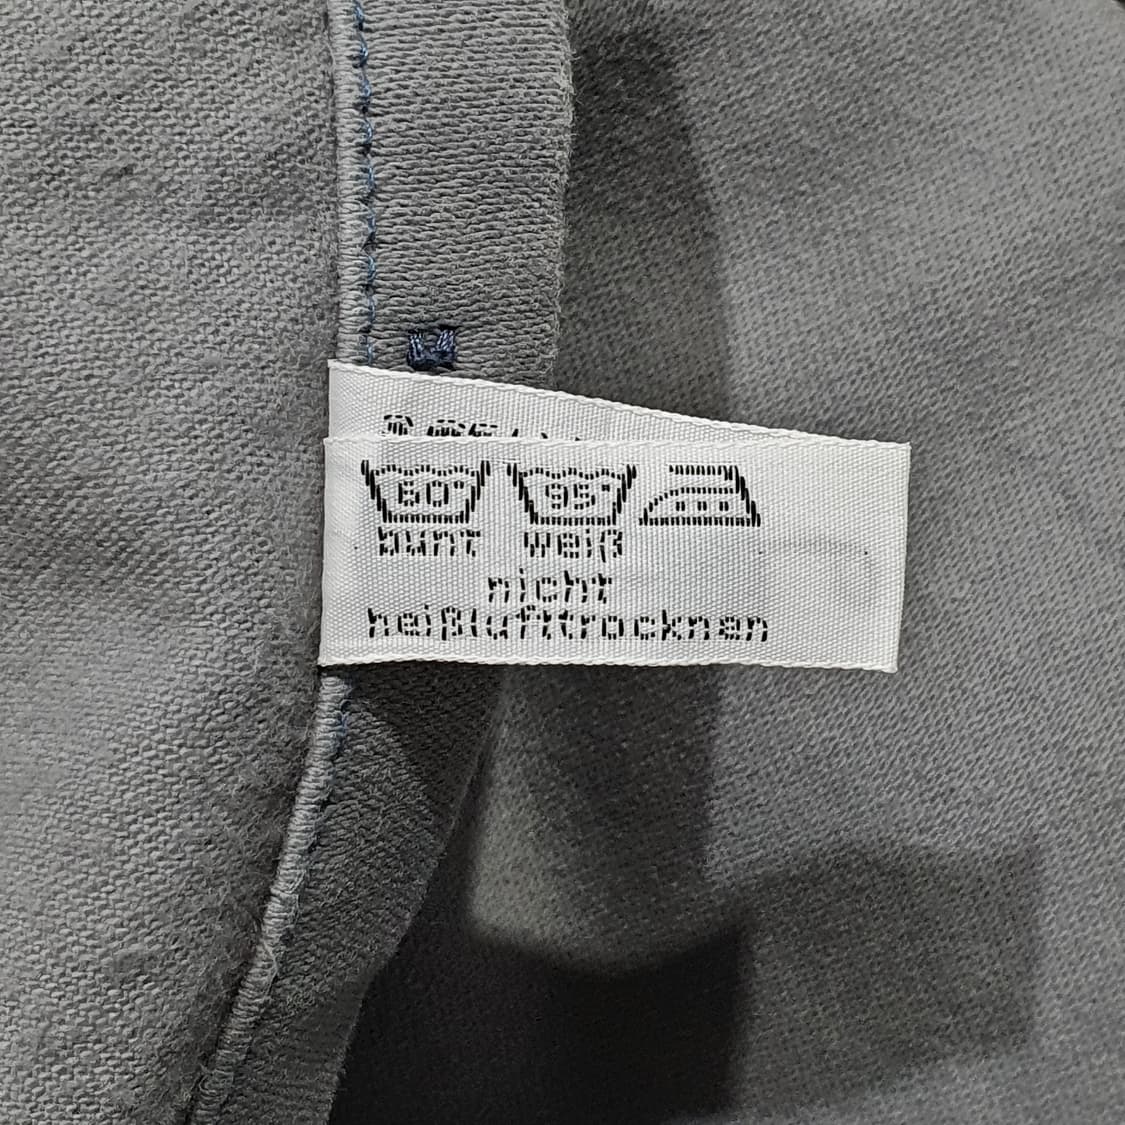 60° 95°
bunt weiß
nicht
heißlufttrocknen